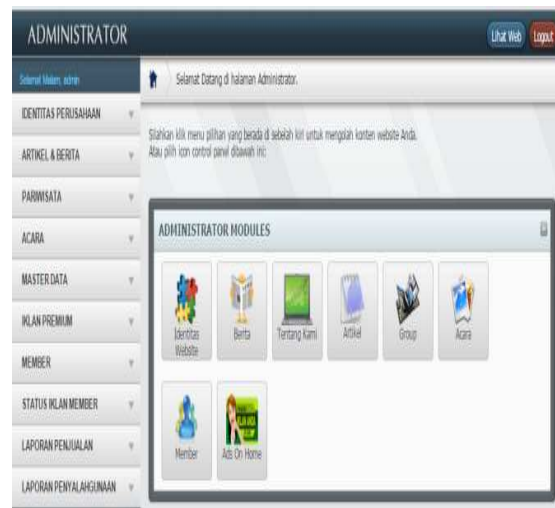 ADMINISTRATOR
Lihat Web
Logout
Selamat Malam, admin
Selamat Datang di halaman Administrator.
IDENTITAS PERUSAHAAN
ARTIKEL & BERITA
PARIWISATA
ACARA
MASTER DATA
IKLAN PREMIUM
MEMBER
STATUS IKLAN MEMBER
LAPORAN PENJUALAN
LAPORAN PENYALAHGUNAAN
Silahkan klik menu pilihan yang berada di sebelah kiri untuk mengolah konten website Anda.
Atau pilih icon control panel dibawah ini:
ADMINISTRATOR MODULES
Identitas
Website
Berita
Tentang Kami
Artikel
Group
Acara
Member
Ads On Home